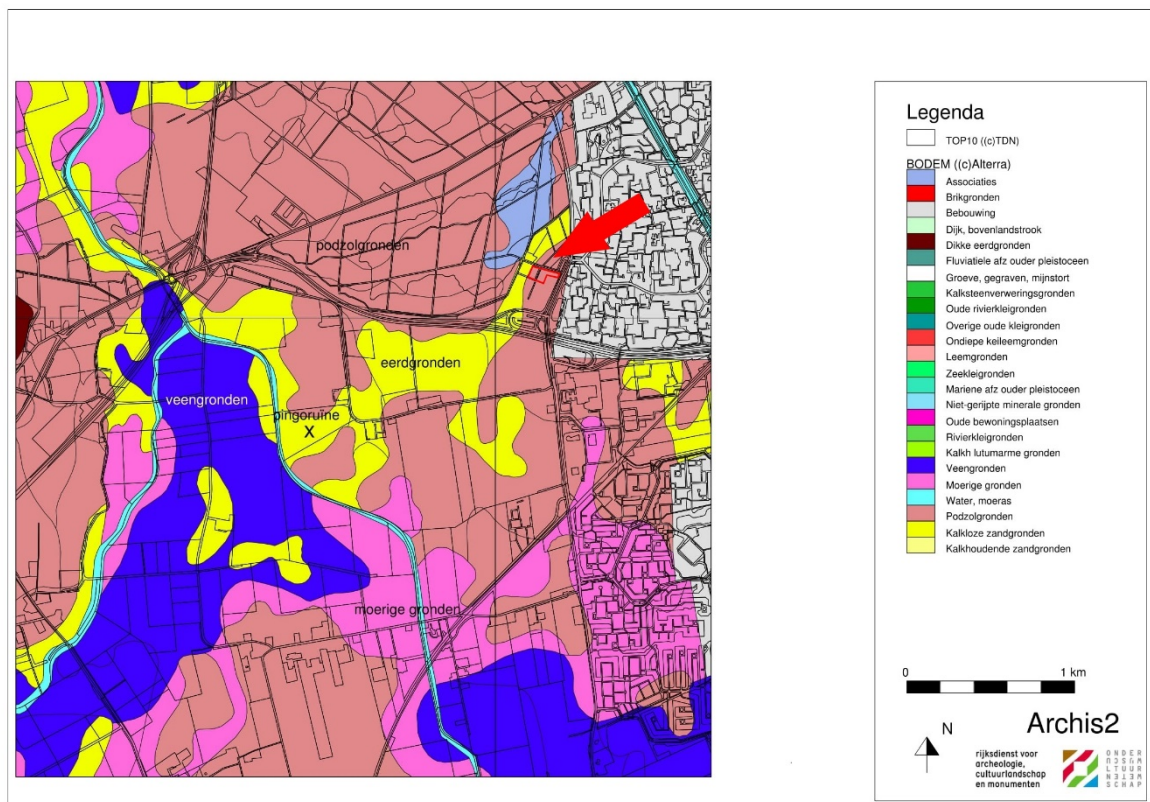 podzolgronden
eerdgronden
veengronden
pingoruïne
X
moerige gronden
Legenda
TOP10 ((c)TDN)
BODEM ((c)Alterra)
Associaties
Brikgronden
Bebouwing
Dijk, bovenlandstrook
Dikke eerdgronden
Fluviatiele afz ouder pleistoceen
Groeve, gegraven, mijnstort
Kalksteenverweringsgronden
Oude rivierkleigronden
Overige oude kleigronden
Ondiepe keileemgronden
Leemgronden
Zeekleigronden
Mariene afz ouder pleistoceen
Niet-gerijpte minerale gronden
Oude bewoningsplaatsen
Rivierkleigronden
Kalkh lutumarme gronden
Veengronden
Moerige gronden
Water, moeras
Podzolgronden
Kalkloze zandgronden
Kalkhoudende zandgronden
0 1 km
N
Archis2
rijksdienst voor
archeologie,
cultuurlandschap
en monumenten